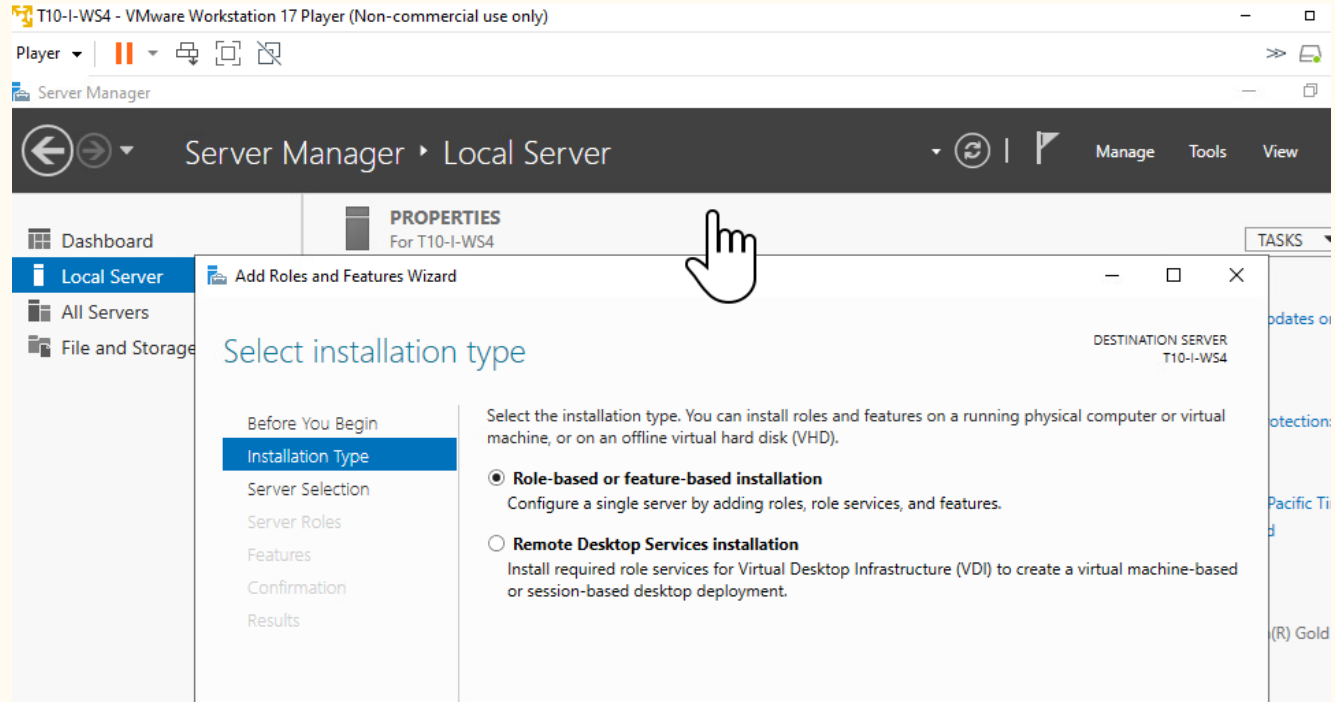 T10-I-WS4 - VMware Workstation 17 Player (Non-commercial use only)
Player
Server Manager
Server Manager ‣ Local Server
Manage Tools View
Dashboard
Local Server
All Servers
File and Storage
PROPERTIES
For T10-I-WS4
TASKS
Add Roles and Features Wizard
Select installation type
DESTINATION SERVER
T10-I-WS4
Before You Begin
Installation Type
Server Selection
Server Roles
Features
Confirmation
Results
Select the installation type. You can install roles and features on a running physical computer or virtual
machine, or on an offline virtual hard disk (VHD).
Role-based or feature-based installation
Configure a single server by adding roles, role services, and features.
Remote Desktop Services installation
Install required role services for Virtual Desktop Infrastructure (VDI) to create a virtual machine-based
or session-based desktop deployment.
Pacific
(R) Gold